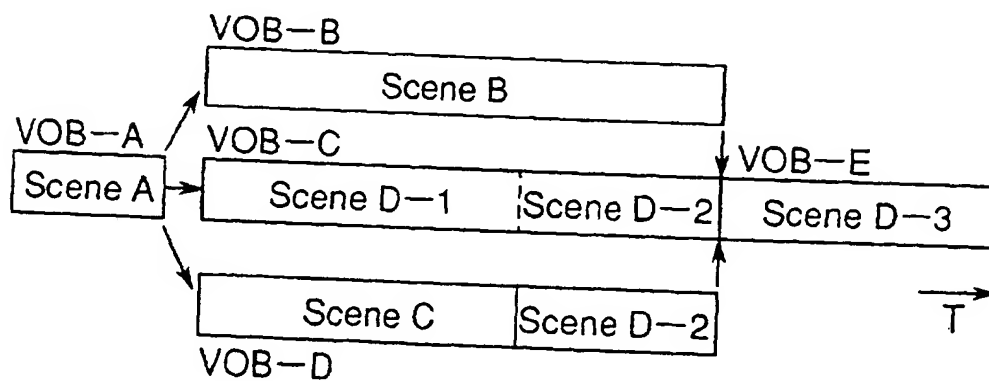 VOB—B
Scene B
VOB—A
Scene A
VOB—C
Scene D—1
Scene D—2
VOB—E
Scene D—3
Scene C
Scene D—2
VOB—D
T